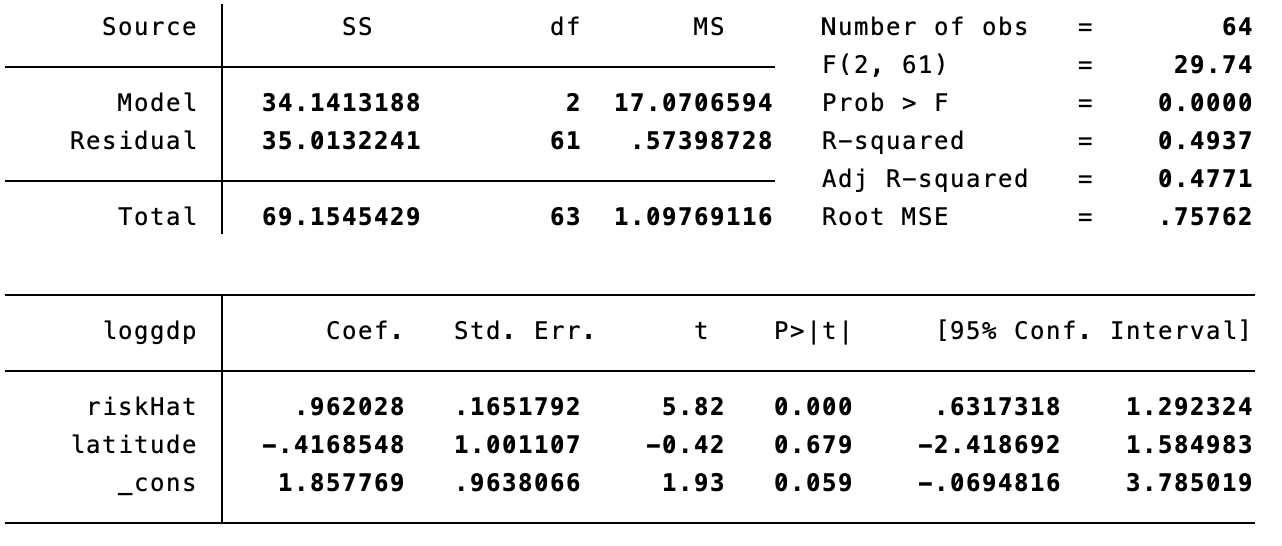 Source | SS df MS Number of obs = 64
F(2, 61) = 29.74
Model | 34.1413188 2 17.0706594 Prob > F = 0.0000
Residual | 35.0132241 61 .57398728 R-squared = 0.4937
Adj R-squared = 0.4771
Total | 69.1545429 63 1.09769116 Root MSE = .75762
loggdp | Coef. Std. Err. t P>|t| [95% Conf. Interval]
riskHat | .962028 .1651792 5.82 0.000 .6317318 1.292324
latitude | -.4168548 1.001107 -0.42 0.679 -2.418692 1.584983
_cons | 1.857769 .9638066 1.93 0.059 -.0694816 3.785019